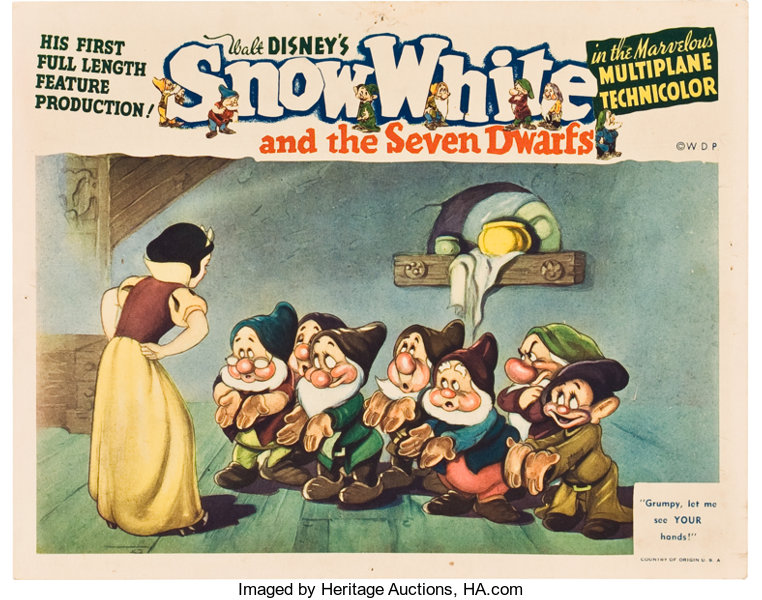 HIS FIRST
FULL LENGTH
FEATURE
PRODUCTION!
Walt DISNEY'S
Snow White
and the Seven Dwarfs
in the Marvelous
MULTIPLANE
TECHNICOLOR
©W D P
"Grumpy, let me
see YOUR
hands!"
COUNTRY OF ORIGIN U. S. A
Imaged by Heritage Auctions, HA.com